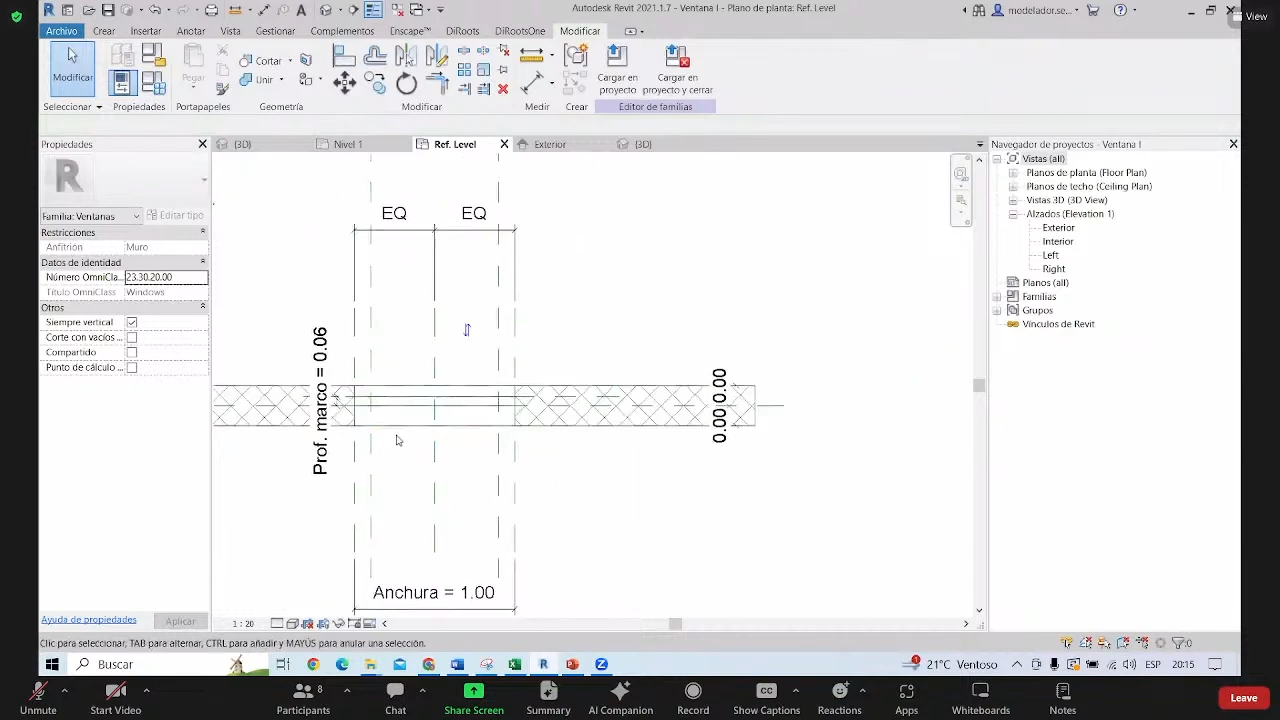 Autodesk Revit 2021.1.7 - Ventana I - Plano de planta: Ref. Level
modelador.se...
View
Archivo
Crear
Insertar
Anotar
Vista
Gestionar
Complementos
Enscape™
DiRoots
DiRootsOne
Modificar
Modificar
Pegar
Cortar
Unir
Cargar en
proyecto
Cargar en
proyecto y cerrar
Seleccionar
Propiedades
Portapapeles
Geometría
Modificar
Medir
Crear
Editor de familias
Propiedades
(3D)
Nivel 1
Ref. Level
Exterior
(3D)
Navegador de proyectos - Ventana I
Familia: Ventanas
Editar tipo
Restricciones
Anfitrión
Muro
Datos de identidad
Número OmniCla...
23.30.20.00
Título OmniClass
Windows
Otros
Siempre vertical
Corte con vacíos ...
Compartido
Punto de cálculo ...
Ayuda de propiedades
Aplicar
EQ
EQ
Prof. marco = 0.06
0.00 0.00
Anchura = 1.00
Vistas (all)
Planos de planta (Floor Plan)
Planos de techo (Ceiling Plan)
Vistas 3D (3D View)
Alzados (Elevation 1)
Exterior
Interior
Left
Right
Planos (all)
Familias
Grupos
Vínculos de Revit
1 : 20
Clic para seleccionar, TAB para alternar, CTRL para añadir y MAYÚS para anular una selección.
:0
Buscar
21°C Ventoso
ESP
20:15
Unmute
Start Video
8
Participants
Chat
Share Screen
Summary
AI Companion
Record
Show Captions
Reactions
Apps
Whiteboards
Notes
Leave